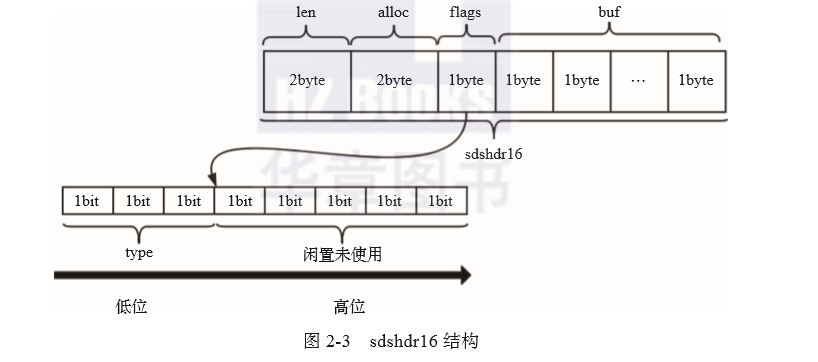 len alloc flags buf
2byte 2byte 1byte 1byte 1byte … 1byte
HZ BOOKS
sdshdr16
华章图书
1bit 1bit 1bit 1bit 1bit 1bit 1bit 1bit
type 闲置未使用
低位 高位
图 2-3 sdshdr16 结构